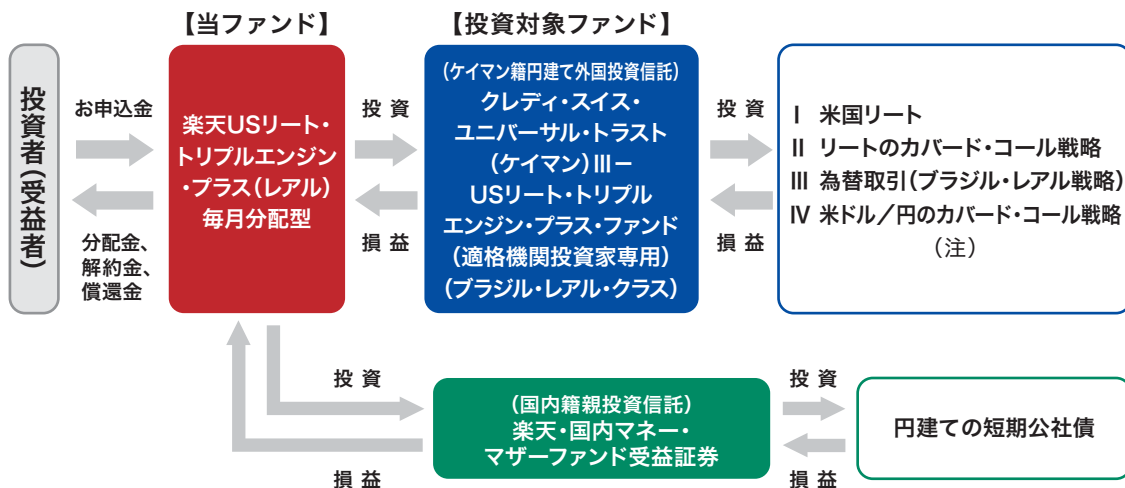 【当ファンド】
【投資対象ファンド】
投資者(受益者)
お申込金
分配金、
解約金、
償還金
楽天USリート・
トリプルエンジン
・プラス(レアル)
毎月分配型
投 資
損 益
(ケイマン籍円建て外国投資信託)
クレディ・スイス・
ユニバーサル・トラスト
(ケイマン)Ⅲ−
USリート・トリプル
エンジン・プラス・ファンド
(適格機関投資家専用)
(ブラジル・レアル・クラス)
投 資
損 益
Ⅰ 米国リート
Ⅱ リートのカバード・コール戦略
Ⅲ 為替取引(ブラジル・レアル戦略)
Ⅳ 米ドル／円のカバード・コール戦略
(注)
投 資
損 益
(国内籍親投資信託)
楽天・国内マネー・
マザーファンド受益証券
投 資
損 益
円建ての短期公社債